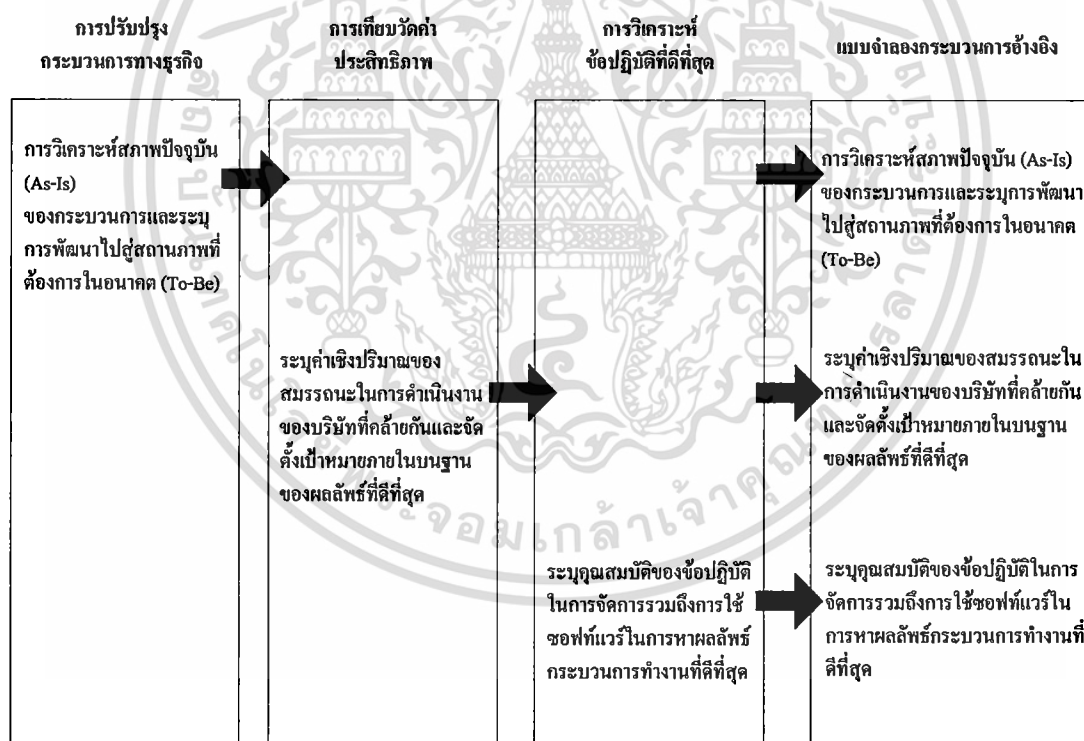 การปรับปรุง
กระบวนการทางธุรกิจ
การเทียบวัดค่า
ประสิทธิภาพ
การวิเคราะห์
ข้อปฏิบัติที่ดีที่สุด
แบบจำลองกระบวนการอ้างอิง
การวิเคราะห์สภาพปัจจุบัน
(As-Is)
ของกระบวนการและระบุ
การพัฒนาไปสู่สถานภาพที่
ต้องการในอนาคต (To-Be)
ระบุค่าเชิงปริมาณของ
สมรรถนะในการดำเนินงาน
ของบริษัทที่คล้ายกันและจัด
ตั้งเป้าหมายภายในบนฐาน
ของผลลัพธ์ที่ดีที่สุด
ระบุคุณสมบัติของข้อปฏิบัติ
ในการจัดการรวมถึงการใช้
ซอฟท์แวร์ในการหาผลลัพธ์
กระบวนการทำงานที่ดีที่สุด
การวิเคราะห์สภาพปัจจุบัน (As-Is)
ของกระบวนการและระบุการพัฒนา
ไปสู่สถานภาพที่ต้องการในอนาคต
(To-Be)
ระบุค่าเชิงปริมาณของสมรรถนะใน
การดำเนินงานของบริษัทที่คล้ายกัน
และจัดตั้งเป้าหมายภายในบนฐาน
ของผลลัพธ์ที่ดีที่สุด
ระบุคุณสมบัติของข้อปฏิบัติในการ
จัดการรวมถึงการใช้ซอฟท์แวร์ใน
การหาผลลัพธ์กระบวนการทำงานที่
ดีที่สุด